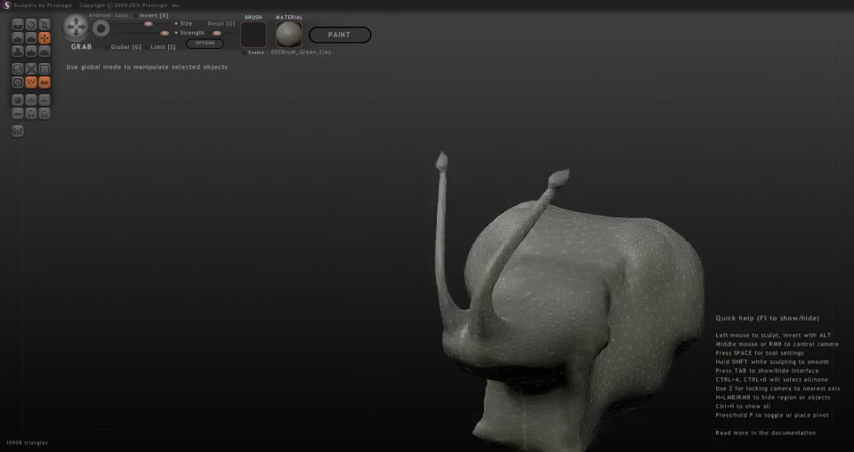 Sculptris by Pixologic Copyright © 2009-2011 Pixologic, Inc.
Airbrush Lazy Invert [X]
Size Detail [Q]
Strength
GRAB
Global [G] Limit [S]
OPTIONS
BRUSH
Enable
MATERIAL
002Brush_Green_Clay
PAINT
Use global mode to manipulate selected objects
Quick help (F1 to show/hide)
Left mouse to sculpt, invert with ALT
Middle mouse or RMB to control camera
Press SPACE for tool settings
Hold SHIFT while sculpting to smooth
Press TAB to show/hide interface
CTRL+A, CTRL+D will select all/none
Use Z for locking camera to nearest axis
H+LMB/RMB to hide region or objects
Ctrl+H to show all
Press/hold P to toggle or place pivot
Read more in the documentation
10908 triangles